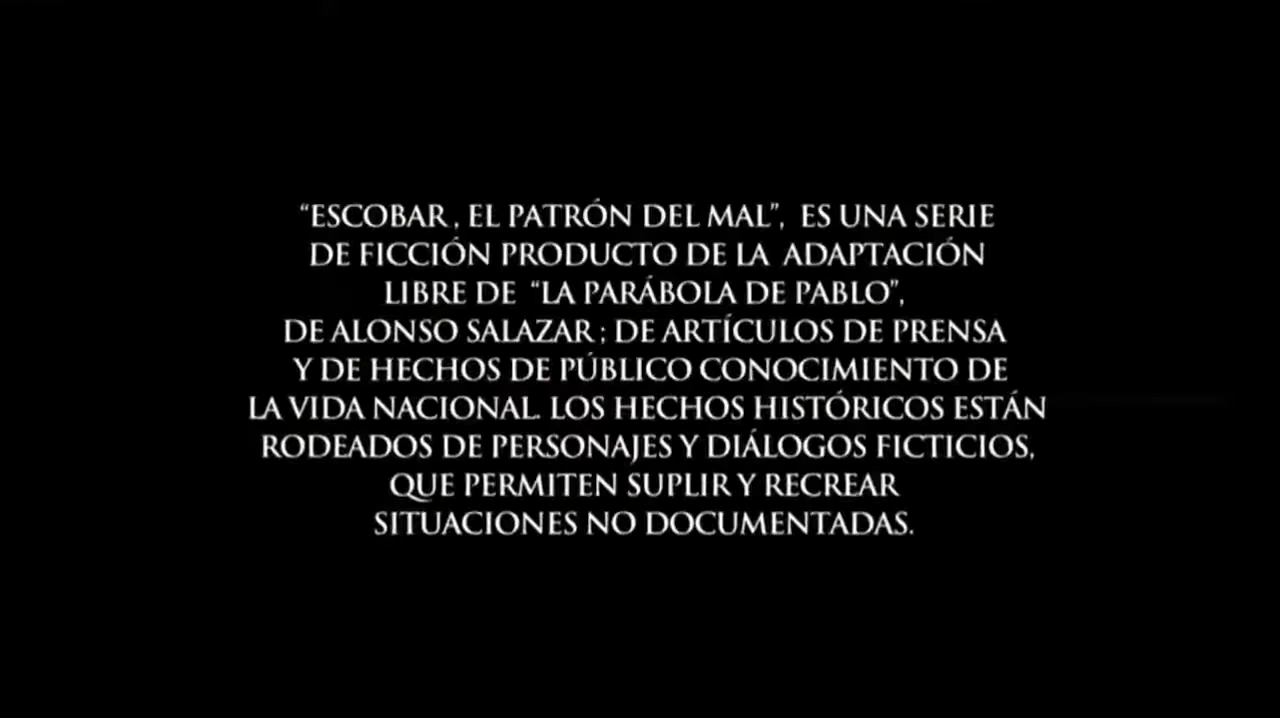 “ESCOBAR, EL PATRÓN DEL MAL”, ES UNA SERIE
DE FICCIÓN PRODUCTO DE LA ADAPTACIÓN
LIBRE DE “LA PARÁBOLA DE PABLO”,
DE ALONSO SALAZAR; DE ARTÍCULOS DE PRENSA
Y DE HECHOS DE PÚBLICO CONOCIMIENTO DE
LA VIDA NACIONAL. LOS HECHOS HISTÓRICOS ESTÁN
RODEADOS DE PERSONAJES Y DIÁLOGOS FICTICIOS,
QUE PERMITEN SUPLIR Y RECREAR
SITUACIONES NO DOCUMENTADAS.